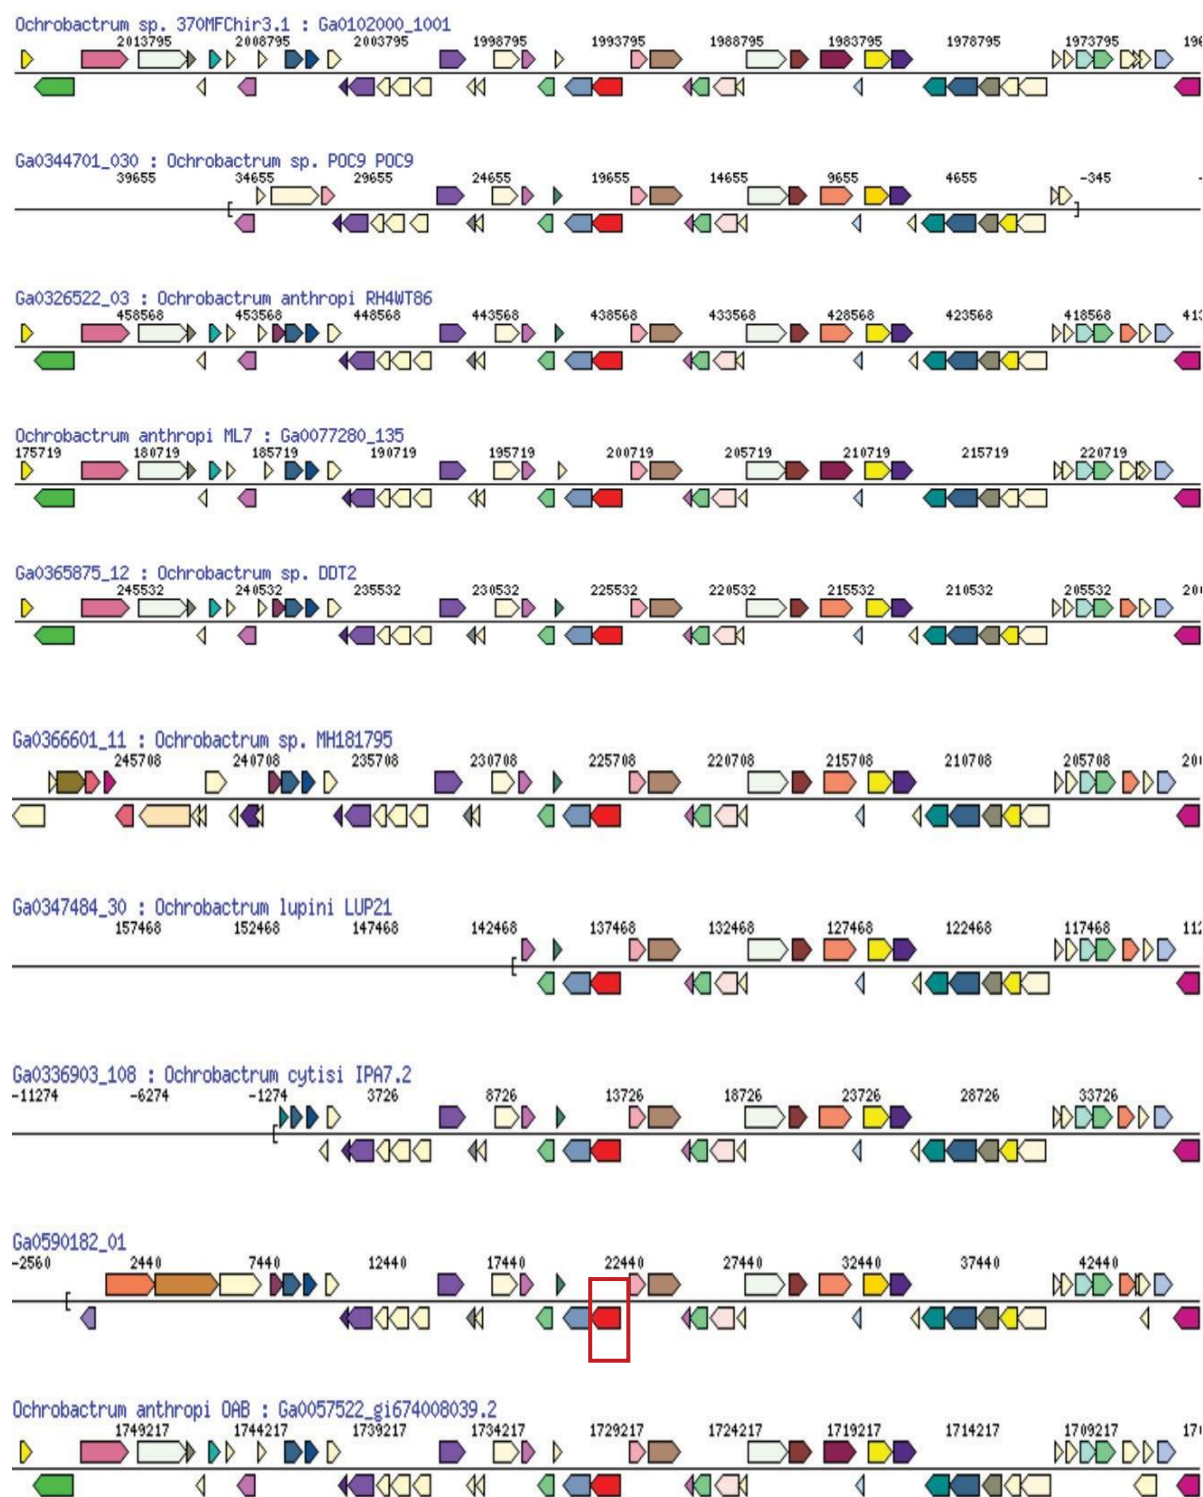 Ochrobactrum sp. 370MFChir3.1 : Ga0102000_1001
2013795 2008795 2003795 1998795 1993795 1988795 1983795 1978795 1973795 196
Ga0344701_030 : Ochrobactrum sp. POC9 POC9
39655 34655 29655 24655 19655 14655 9655 4655 -345 -
Ga0326522_03 : Ochrobactrum anthropi RH4WT86
458568 453568 448568 443568 438568 433568 428568 423568 418568 413
Ochrobactrum anthropi ML7 : Ga0077280_135
175719 180719 185719 190719 195719 200719 205719 210719 215719 220719
Ga0365875_12 : Ochrobactrum sp. DDT2
245532 240532 235532 230532 225532 220532 215532 210532 205532 200
Ga0366601_11 : Ochrobactrum sp. MH181795
245708 240708 235708 230708 225708 220708 215708 210708 205708 200
Ga0347484_30 : Ochrobactrum lupini LUP21
157468 152468 147468 142468 137468 132468 127468 122468 117468 112
Ga0336903_108 : Ochrobactrum cytisi IPA7.2
-11274 -6274 -1274 3726 8726 13726 18726 23726 28726 33726
Ga0590182_01
-2560 2440 7440 12440 17440 22440 27440 32440 37440 42440
Ochrobactrum anthropi OAB : Ga0057522_gi674008039.2
1749217 1744217 1739217 1734217 1729217 1724217 1719217 1714217 1709217 170